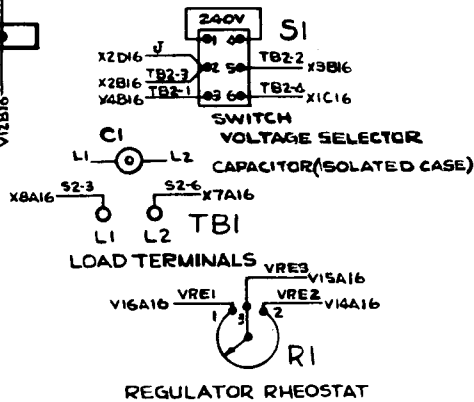 240V
S1
1 4
X2D16 J 2 5 TB2-2 X3B16
X2B16 TB2-3
X4B16 TB2-1 3 6 TB2-4 X1C16
V12B16
SWITCH
VOLTAGE SELECTOR
C1
L1 L2
CAPACITOR(ISOLATED CASE)
X8A16 S2-3 S2-6 X7A16
L1 L2 TB1
LOAD TERMINALS
VRE3 V15A16
V16A16 VRE1 VRE2 V14A16
1 3 2
R1
REGULATOR RHEOSTAT